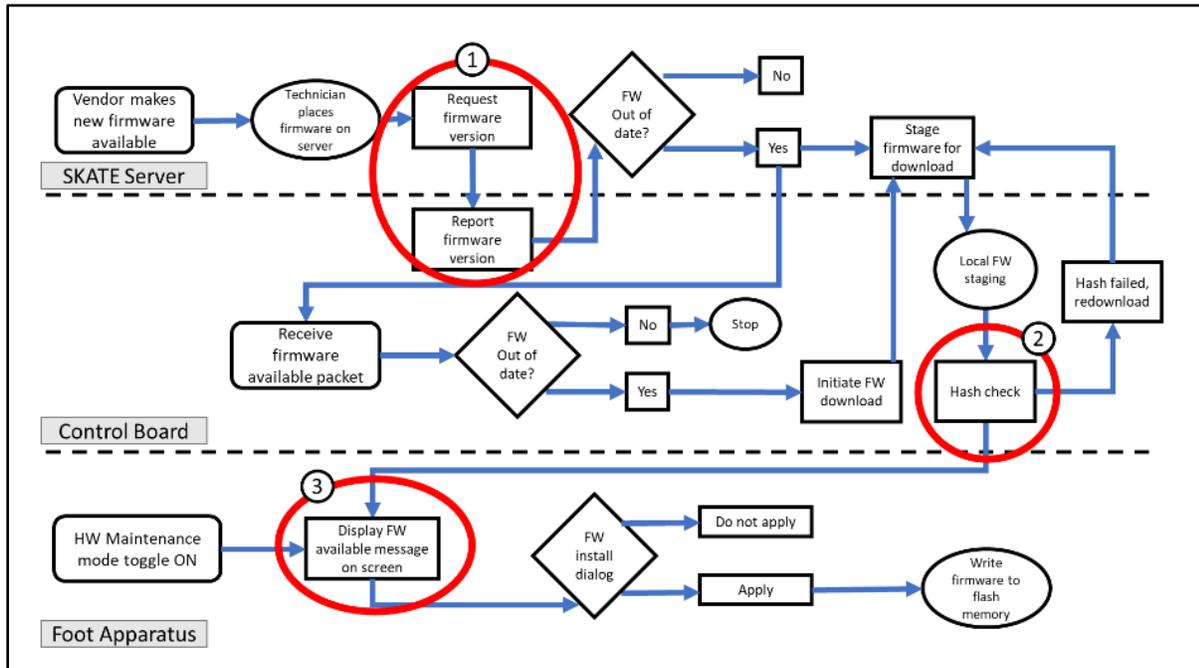 1
Vendor makes
new firmware
available
Technician
places
firmware on
server
Request
firmware
version
FW
Out of
date?
No
Yes
Stage
firmware for
download
SKATE Server
Report
firmware
version
Local FW
staging
Hash failed,
redownload
Receive
firmware
available packet
FW
Out of
date?
No
Stop
Yes
Initiate FW
download
2
Hash check
Control Board
3
HW Maintenance
mode toggle ON
Display FW
available message
on screen
FW
install
dialog
Do not apply
Apply
Write
firmware to
flash
memory
Foot Apparatus